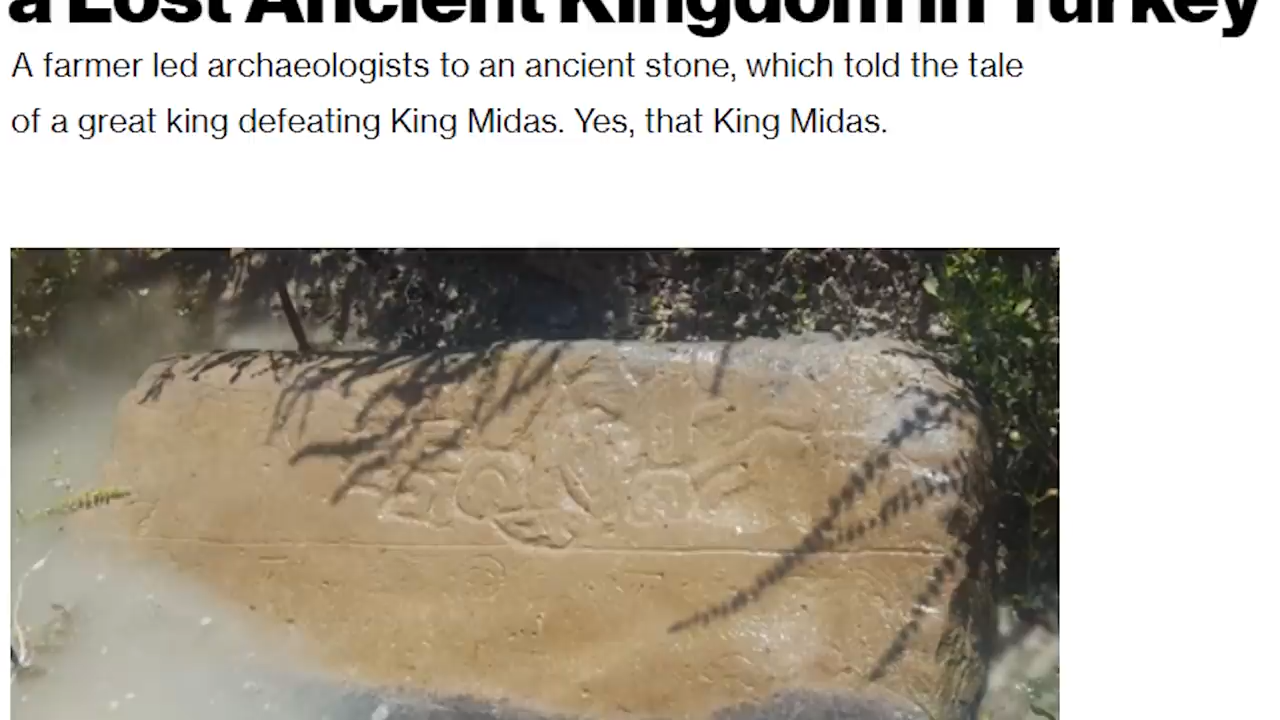 a Lost Ancient Kingdom in Turkey
A farmer led archaeologists to an ancient stone, which told the tale
of a great king defeating King Midas. Yes, that King Midas.